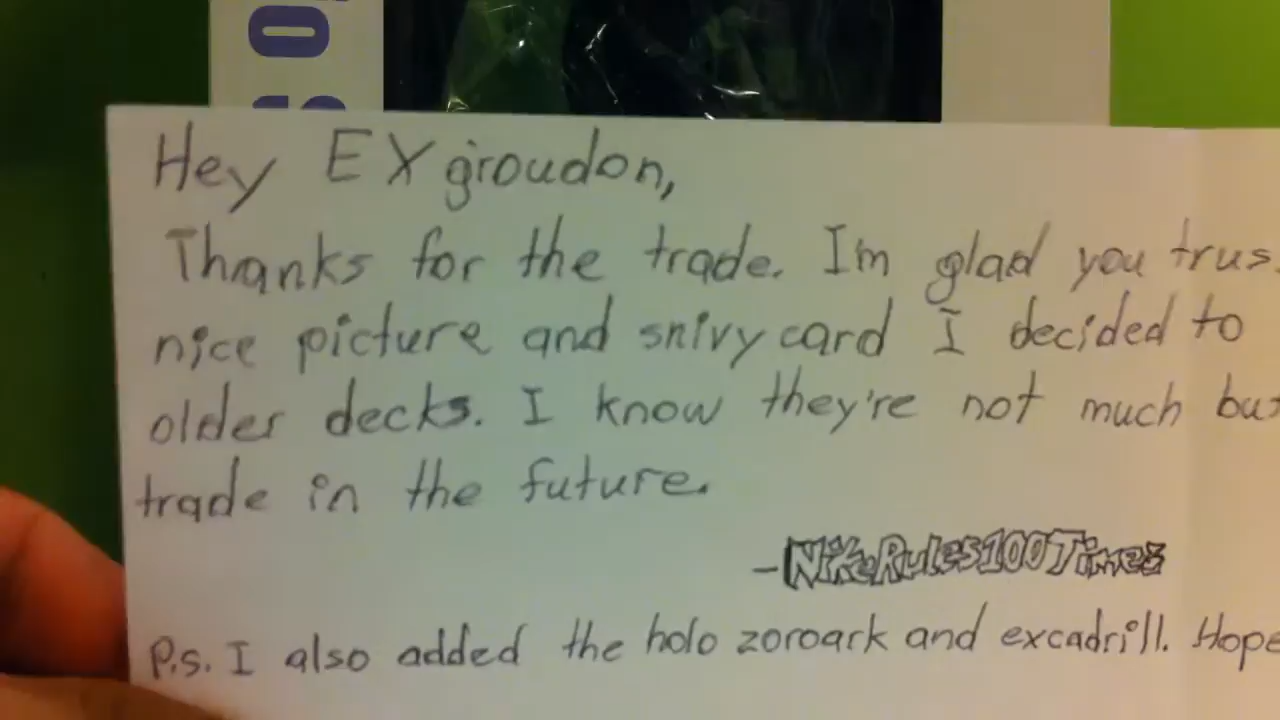 Hey EX groudon,
Thanks for the trade. I'm glad you
nice picture and snivy card I decided to
older decks. I know they're not much
trade in the future.
-NikeRules100Times
P.S. I also added the holo zoroark and excadrill. Hope